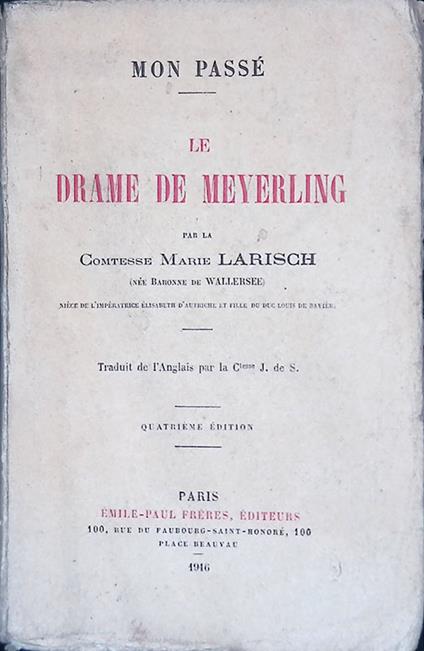 MON PASSÉ
LE
DRAME DE MEYERLING
PAR LA
COMTESSE MARIE LARISCH
(NÉE BARONNE DE WALLERSEE)
NIÈCE DE L'IMPÉRATRICE ÉLISABETH D'AUTRICHE ET FILLE DU DUC LOUIS DE BAVIÈRE.
Traduit de l'Anglais par la Ctesse J. de S.
QUATRIÈME ÉDITION
PARIS
ÉMILE-PAUL FRÈRES, ÉDITEURS
100, RUE DU FAUBOURG-SAINT-HONORÉ, 100
PLACE BEAUVAU
1916